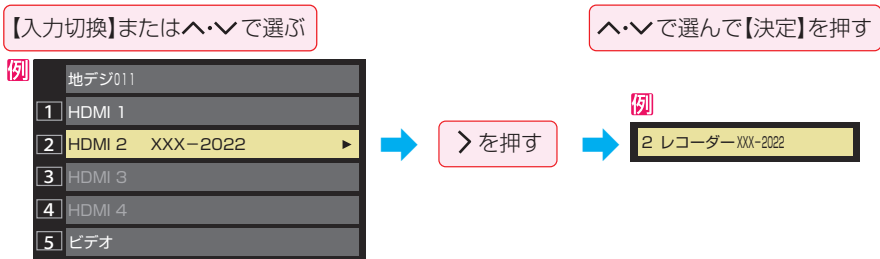 【入力切換】または∧・∨で選ぶ
例
地デジ011
1 HDMI 1
2 HDMI 2 XXX−2022 ▶
3 HDMI 3
4 HDMI 4
5 ビデオ
＞を押す
∧・∨で選んで【決定】を押す
例
2 レコーダーXXX-2022